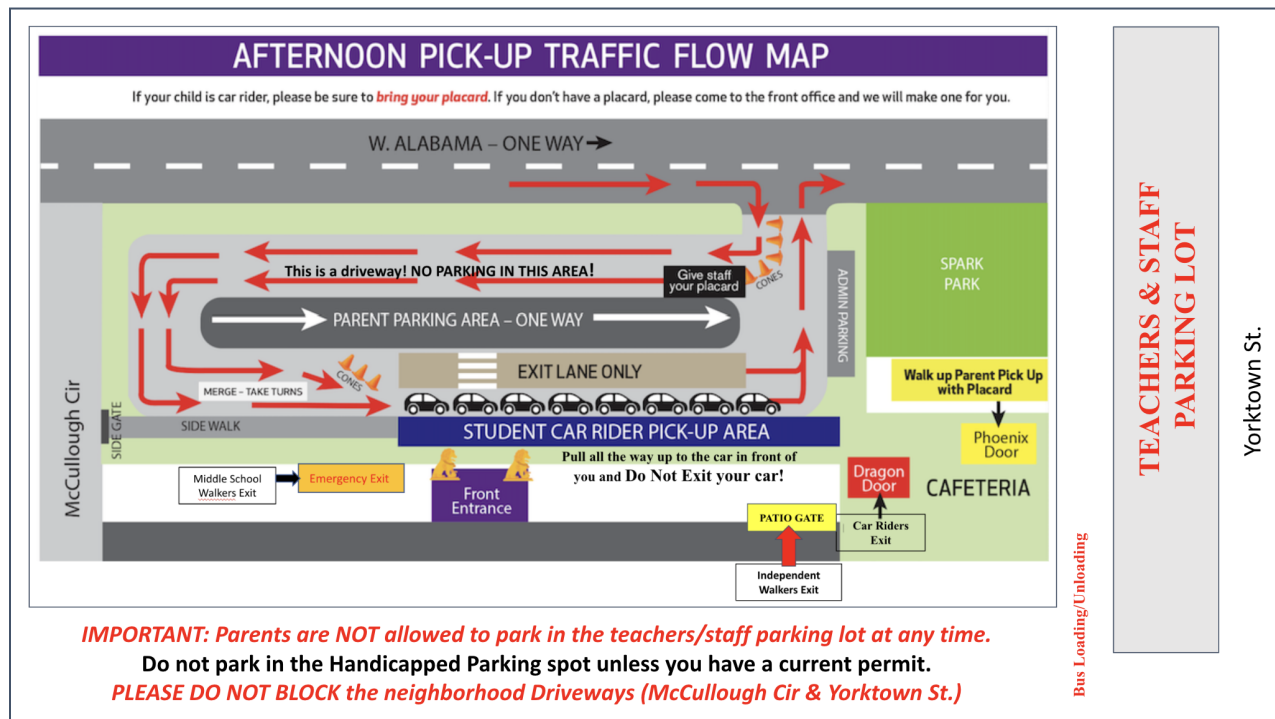 AFTERNOON PICK-UP TRAFFIC FLOW MAP
If your child is car rider, please be sure to bring your placard. If you don't have a placard, please come to the front office and we will make one for you.
W. ALABAMA – ONE WAY
This is a driveway! NO PARKING IN THIS AREA!
Give staff
your placard
CONES
PARENT PARKING AREA – ONE WAY
ADMIN PARKING
SPARK
PARK
EXIT LANE ONLY
CONES
MERGE – TAKE TURNS
Walk up Parent Pick Up
with Placard
McCullough Cir
SIDE GATE
SIDE WALK
STUDENT CAR RIDER PICK-UP AREA
Phoenix
Door
Pull all the way up to the car in front of
you and Do Not Exit your car!
Middle School
Walkers Exit
Emergency Exit
Front
Entrance
Dragon
Door
CAFETERIA
PATIO GATE
Car Riders
Exit
Independent
Walkers Exit
Bus Loading/Unloading
TEACHERS & STAFF
PARKING LOT
Yorktown St.
IMPORTANT: Parents are NOT allowed to park in the teachers/staff parking lot at any time.
Do not park in the Handicapped Parking spot unless you have a current permit.
PLEASE DO NOT BLOCK the neighborhood Driveways (McCullough Cir & Yorktown St.)